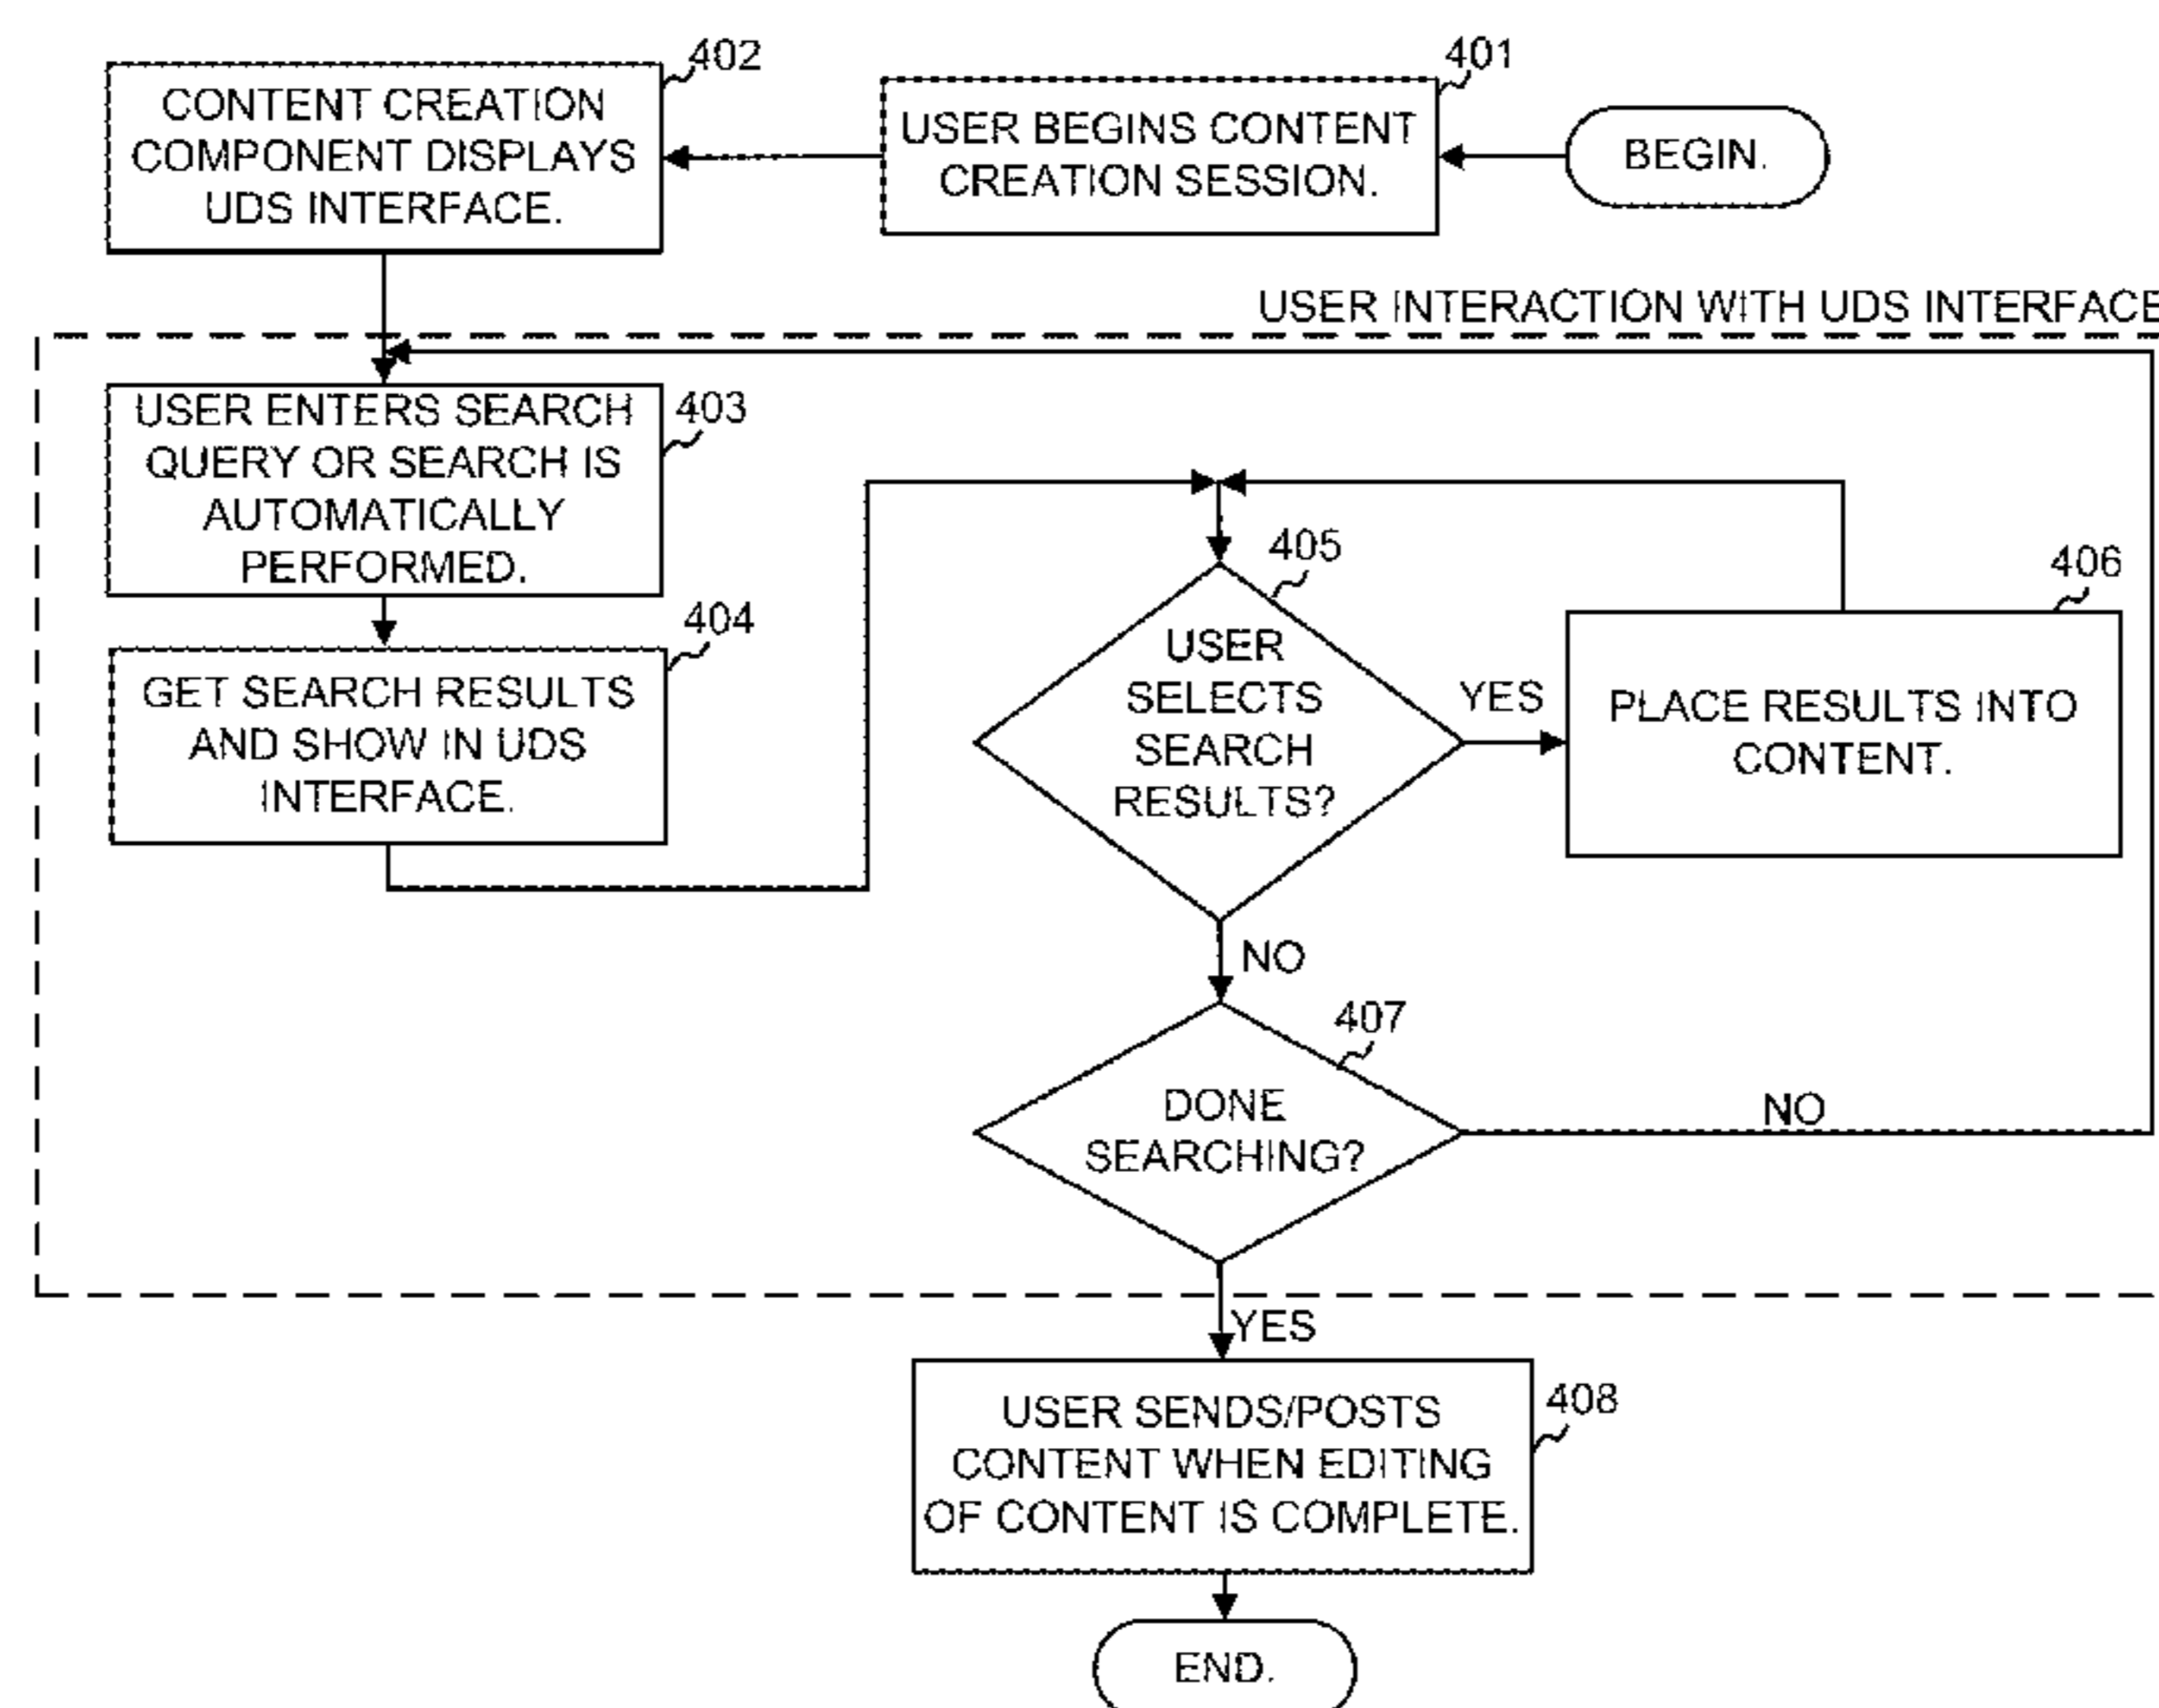 402
CONTENT CREATION
COMPONENT DISPLAYS
UDS INTERFACE.
401
USER BEGINS CONTENT
CREATION SESSION.
BEGIN.
USER INTERACTION WITH UDS INTERFACE
403
USER ENTERS SEARCH
QUERY OR SEARCH IS
AUTOMATICALLY
PERFORMED.
404
GET SEARCH RESULTS
AND SHOW IN UDS
INTERFACE.
405
USER
SELECTS
SEARCH
RESULTS?
YES
406
PLACE RESULTS INTO
CONTENT.
NO
407
DONE
SEARCHING?
NO
YES
408
USER SENDS/POSTS
CONTENT WHEN EDITING
OF CONTENT IS COMPLETE.
END.